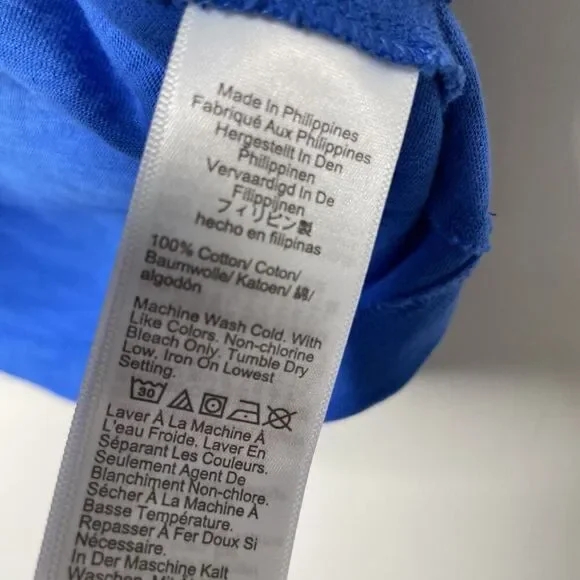 Made In Philippines
Fabriqué Aux Philippines
Hergestellt In Den
Philippinen
Vervaardigd In De
Filippijnen
フィリピン製
hecho en filipinas
100% Cotton/ Coton/
Baumwolle/ Katoen/ 綿/
algodón
Machine Wash Cold. With
Like Colors. Non-chlorine
Bleach Only. Tumble Dry
Low. Iron On Lowest
Setting.
30
Laver À La Machine À
L'eau Froide. Laver En
Séparant Les Couleurs.
Seulement Agent De
Blanchiment Non-chlore.
Sécher À La Machine À
Basse Température.
Repasser À Fer Doux Si
Nécessaire.
In Der Maschine Kalt
Waschen. Mit